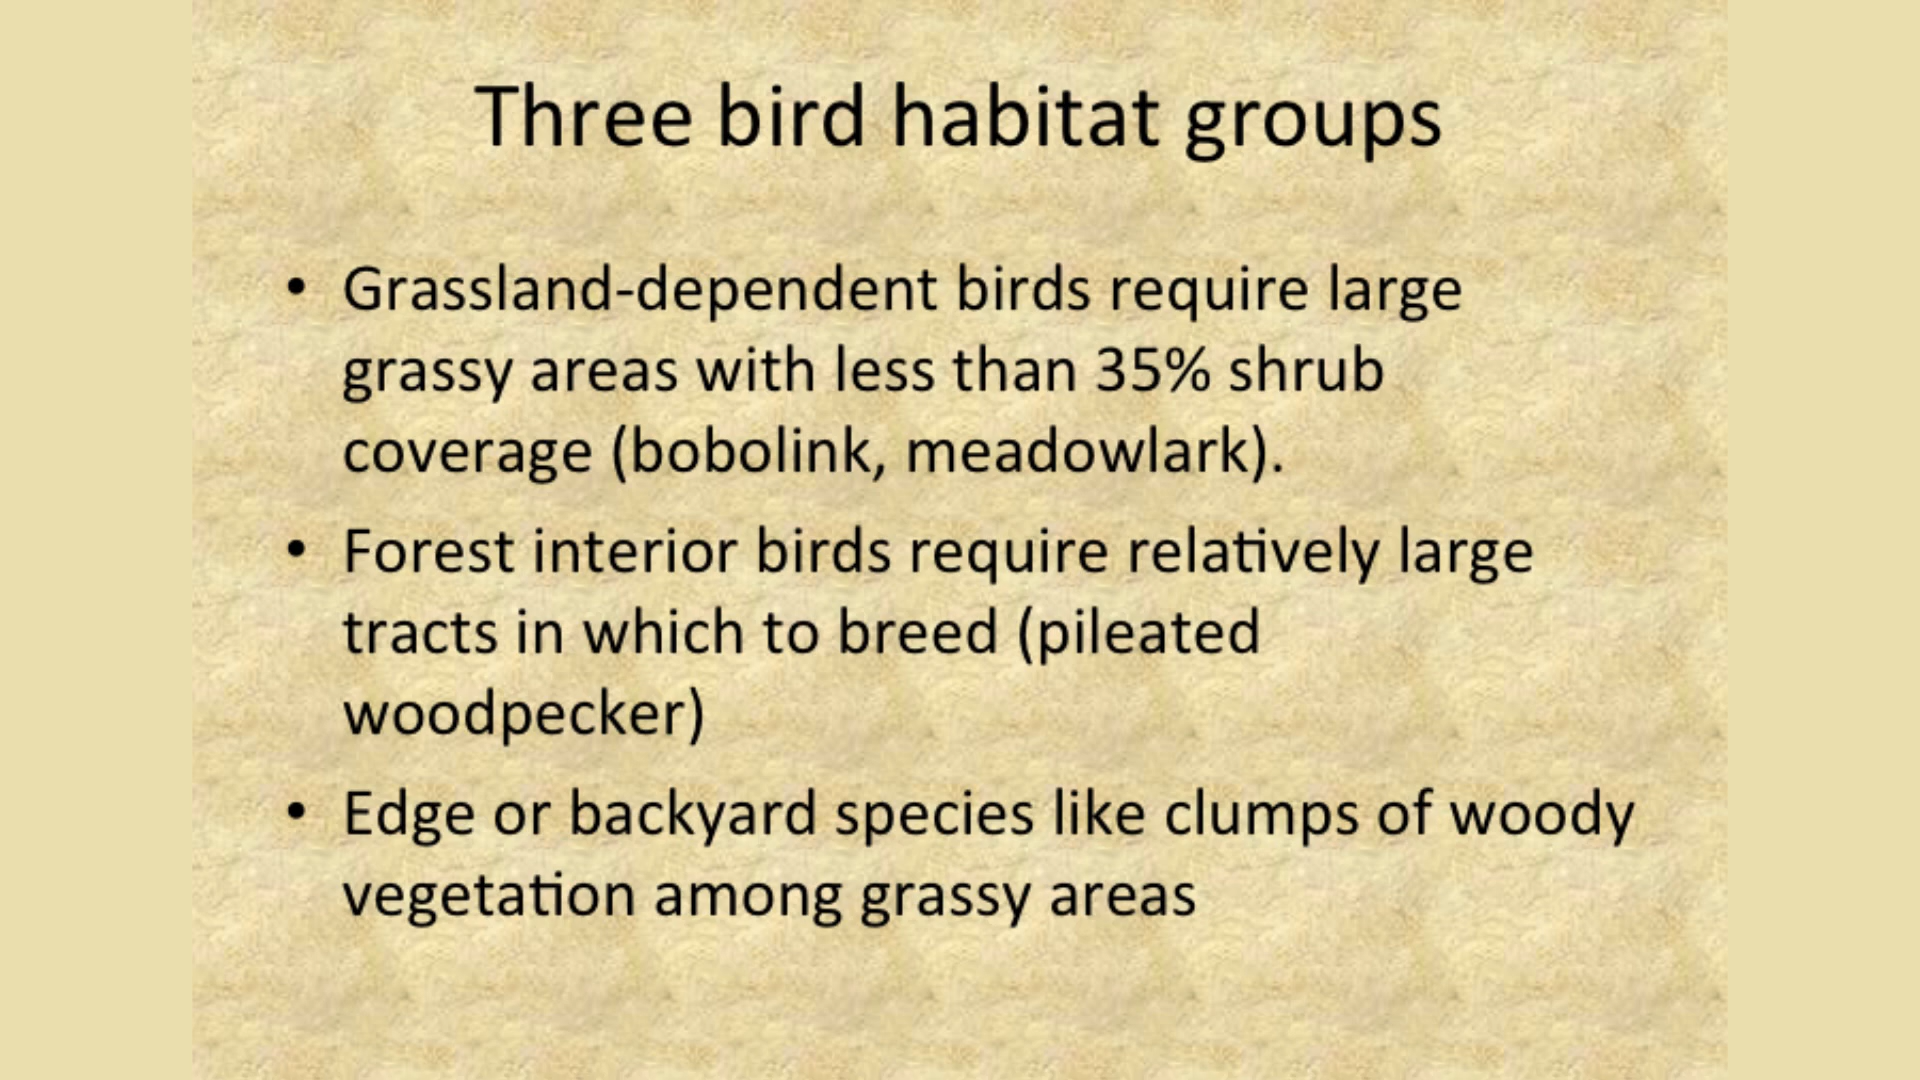 Three bird habitat groups
• Grassland-dependent birds require large
grassy areas with less than 35% shrub
coverage (bobolink, meadowlark).
• Forest interior birds require relatively large
tracts in which to breed (pileated
woodpecker)
• Edge or backyard species like clumps of woody
vegetation among grassy areas